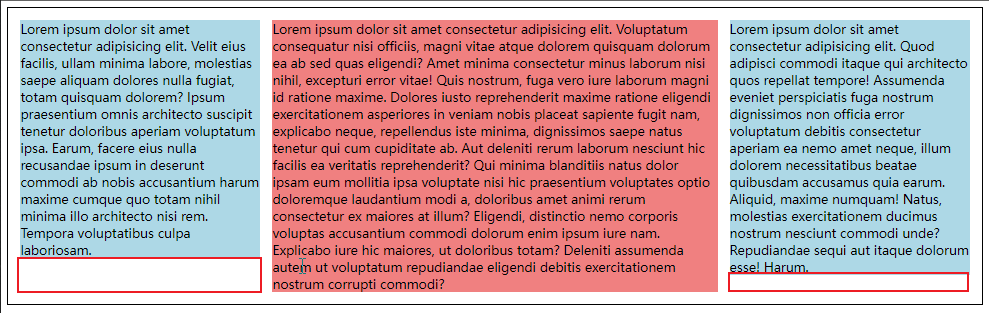 Lorem ipsum dolor sit amet
consectetur adipisicing elit. Velit eius
facilis, ullam minima labore, molestias
saepe aliquam dolores nulla fugiat,
totam quisquam dolorem? Ipsum
praesentium omnis architecto suscipit
tenetur doloribus aperiam voluptatum
ipsa. Earum, facere eius nulla
recusandae ipsum in deserunt
commodi ab nobis accusantium harum
maxime cumque quo totam nihil
minima illo architecto nisi rem.
Tempora voluptatibus culpa
laboriosam.
Lorem ipsum dolor sit amet consectetur adipisicing elit. Voluptatum
consequatur nisi officiis, magni vitae atque dolorem quisquam dolorum
ea ab sed quas eligendi? Amet minima consectetur minus laborum nisi
nihil, excepturi error vitae! Quis nostrum, fuga vero iure laborum magni
id ratione maxime. Dolores iusto reprehenderit maxime ratione eligendi
exercitationem asperiores in veniam nobis placeat sapiente fugit nam,
explicabo neque, repellendus iste minima, dignissimos saepe natus
tenetur qui cum cupiditate ab. Aut deleniti rerum laborum nesciunt hic
facilis ea veritatis reprehenderit? Qui minima blanditiis natus dolor
ipsam eum mollitia ipsa voluptate nisi hic praesentium voluptates optio
doloremque laudantium modi a, doloribus amet animi rerum
consectetur ex maiores at illum? Eligendi, distinctio nemo corporis
voluptas accusantium commodi dolorum enim ipsum iure nam.
Explicabo iure hic maiores, ut doloribus totam? Deleniti assumenda
autem ut voluptatum repudiandae eligendi debitis exercitationem
nostrum corrupti commodi?
Lorem ipsum dolor sit amet
consectetur adipisicing elit. Quod
adipisci commodi itaque qui architecto
quos repellat tempore! Assumenda
eveniet perspiciatis fuga nostrum
dignissimos non officia error
voluptatum debitis consectetur
aperiam ea nemo amet neque, illum
dolorem necessitatibus beatae
quibusdam accusamus quia earum.
Aliquid, maxime numquam! Natus,
molestias exercitationem ducimus
nostrum nesciunt commodi unde?
Repudiandae sequi aut itaque dolorum
esse! Harum.